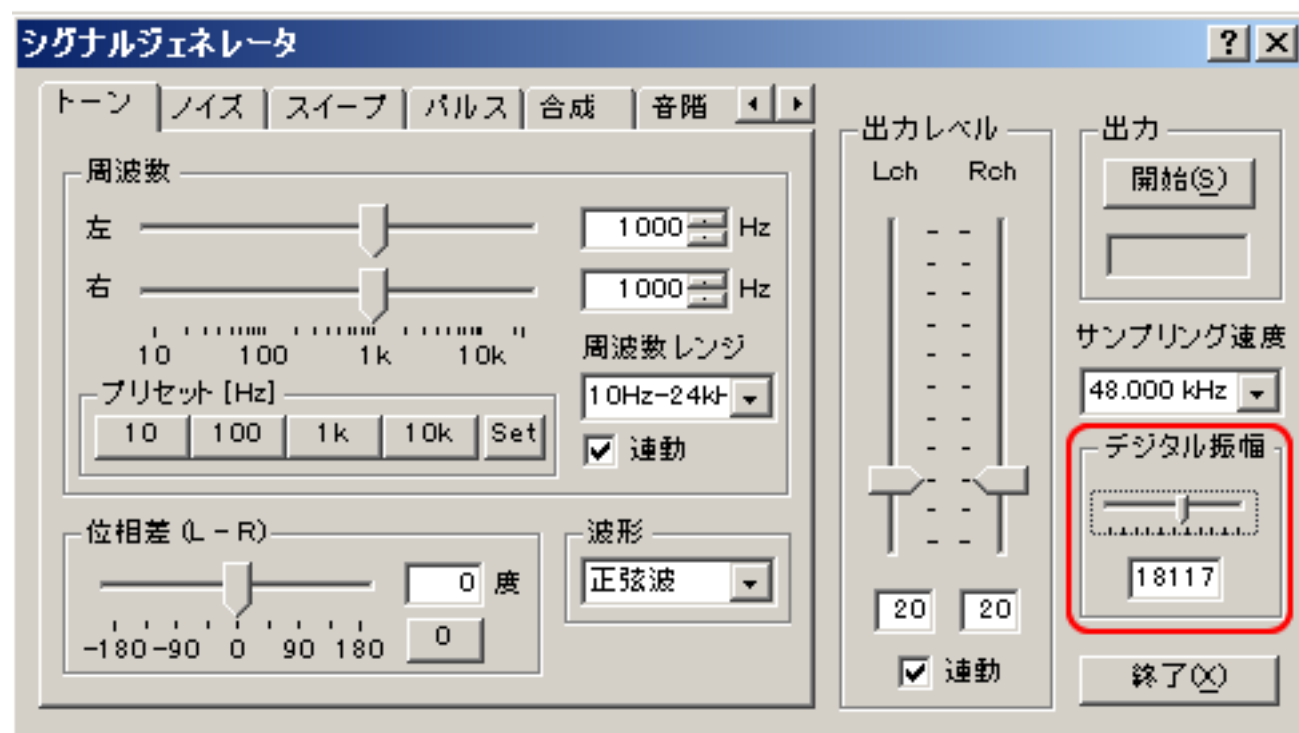 シグナルジェネレータ
トーン ノイズ スイープ パルス 合成 音階
周波数
左 1000 Hz
右 1000 Hz
10 100 1k 10k
周波数レンジ
10Hz-24kH
連動
プリセット [Hz]
10 100 1k 10k Set
位相差 (L - R)
0 度
-180 -90 0 90 180
0
波形
正弦波
出力レベル
Lch Rch
20 20
連動
出力
開始(S)
サンプリング速度
48.000 kHz
デジタル振幅
18117
終了(X)